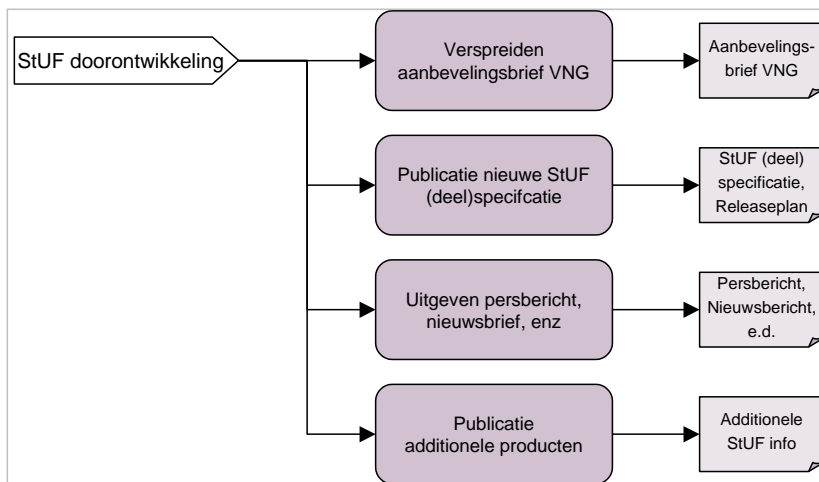 StUF doorontwikkeling
Verspreiden
aanbevelingsbrief VNG
Aanbevelings-
brief VNG
Publicatie nieuwe StUF
(deel)specifcatie
StUF (deel)
specificatie,
Releaseplan
Uitgeven persbericht,
nieuwsbrief, enz
Persbericht,
Nieuwsbericht,
e.d.
Publicatie
additionele producten
Additionele
StUF info